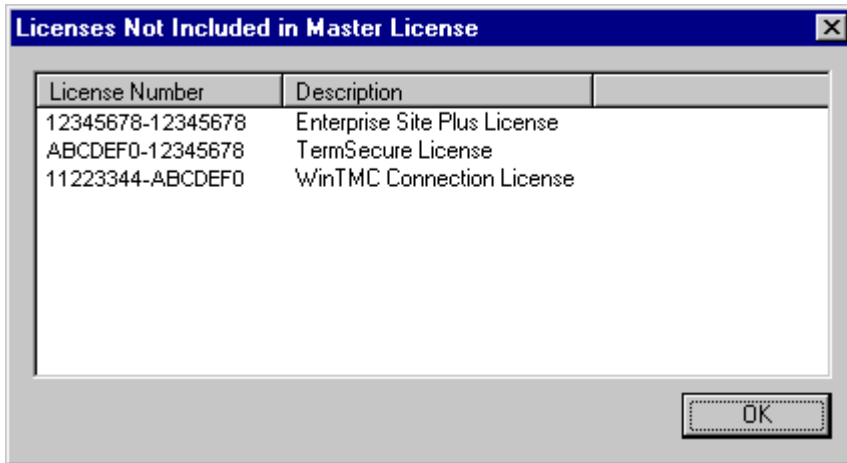 Licenses Not Included in Master License
License Number Description
12345678-12345678 Enterprise Site Plus License
ABCDEF0-12345678 TermSecure License
11223344-ABCDEF0 WinTMC Connection License
OK